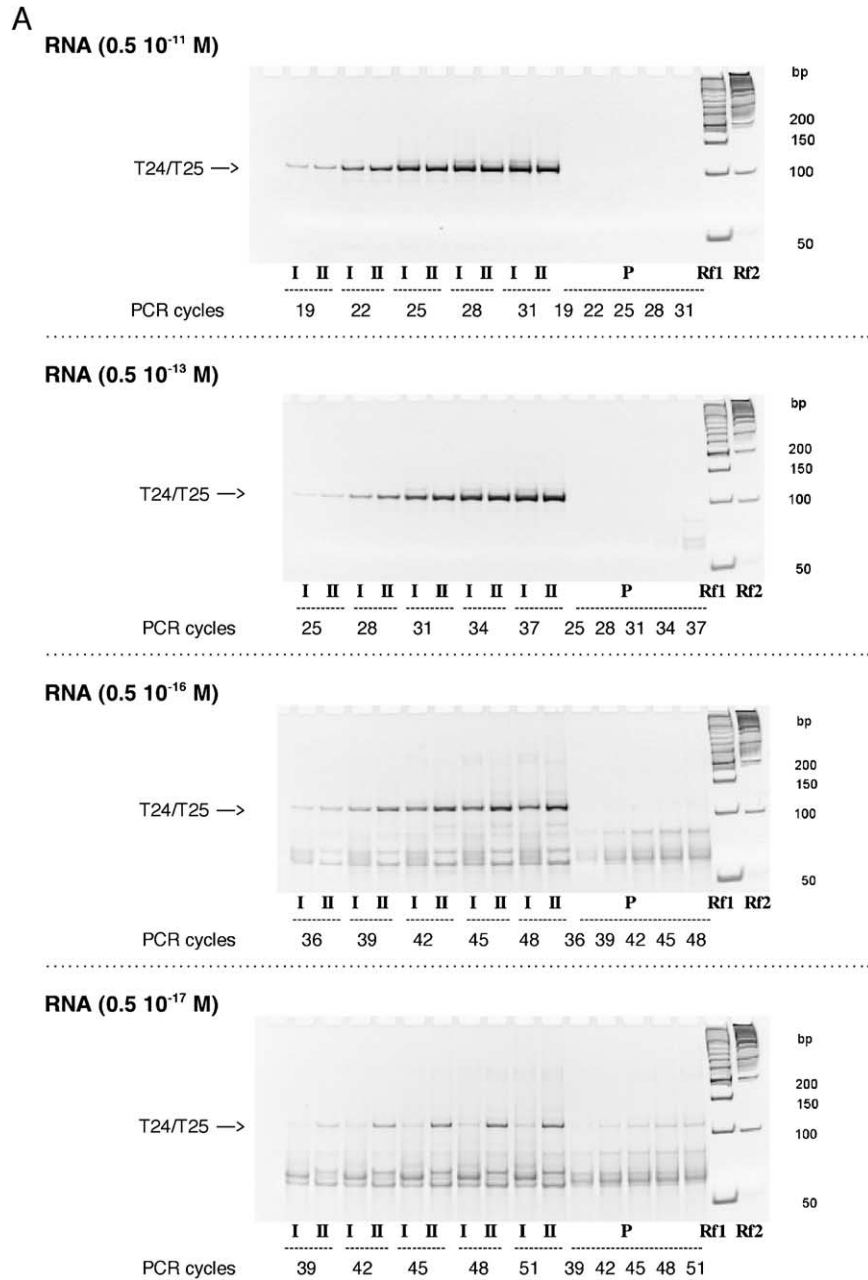 A
RNA (0.5 10⁻¹¹ M)
bp
200
150
T24/T25 —>
100
50
I II I II I II I II I II P Rf1 Rf2
PCR cycles 19 22 25 28 31 19 22 25 28 31
RNA (0.5 10⁻¹³ M)
bp
200
150
T24/T25 —>
100
50
I II I II I II I II I II P Rf1 Rf2
PCR cycles 25 28 31 34 37 25 28 31 34 37
RNA (0.5 10⁻¹⁶ M)
bp
200
150
T24/T25 —>
100
50
I II I II I II I II I II P Rf1 Rf2
PCR cycles 36 39 42 45 48 36 39 42 45 48
RNA (0.5 10⁻¹⁷ M)
bp
200
150
T24/T25 —>
100
50
I II I II I II I II I II P Rf1 Rf2
PCR cycles 39 42 45 48 51 39 42 45 48 51